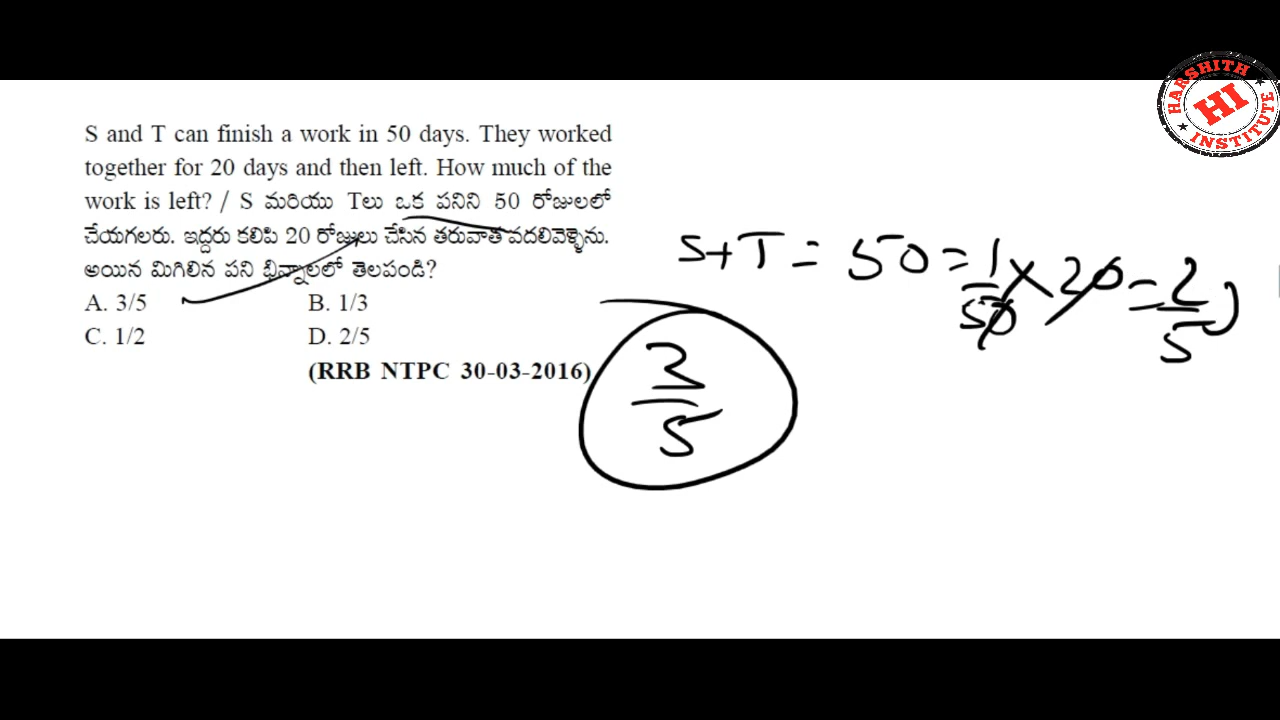 HARSHITH
HI
INSTITUTE
S and T can finish a work in 50 days. They worked
together for 20 days and then left. How much of the
work is left? / S మరియు Tలు ఒక పనిని 50 రోజులలో
చేయగలరు. ఇద్దరు కలిపి 20 రోజులు చేసిన తరువాత వదలివెళ్ళెను.
అయిన మిగిలిన పని భిన్నాలలో తెలపండి?
A. 3/5 B. 1/3
C. 1/2 D. 2/5
(RRB NTPC 30-03-2016)
S+T = 50 = 1/50 × 20 = 2/5
3/5